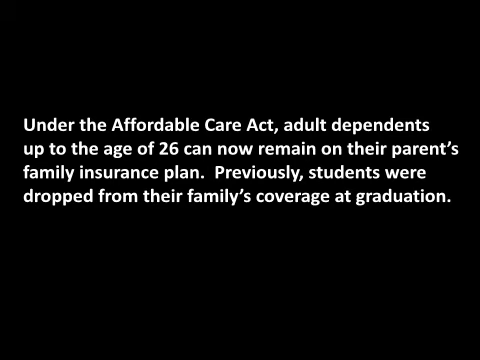 Under the Affordable Care Act, adult dependents
up to the age of 26 can now remain on their parent’s
family insurance plan.  Previously, students were
dropped from their family’s coverage at graduation.